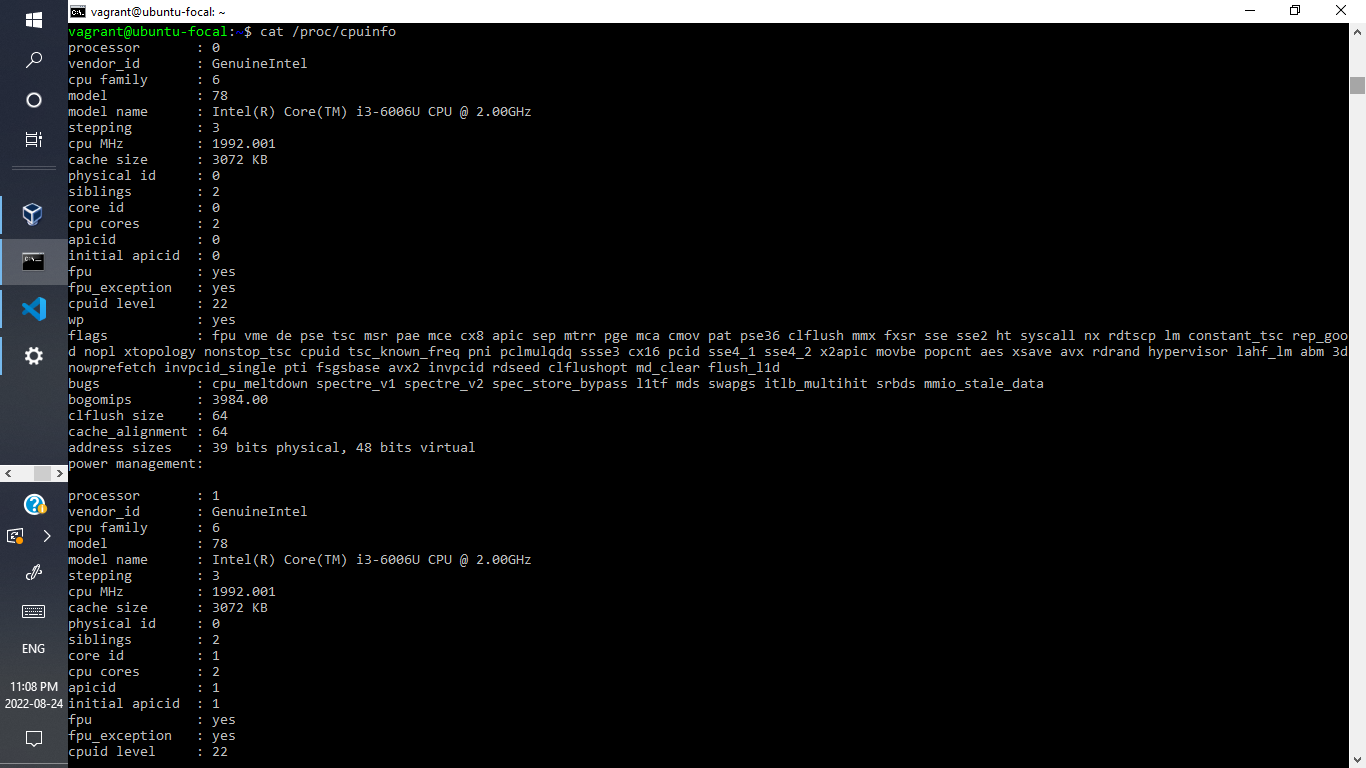 vagrant@ubuntu-focal: ~
vagrant@ubuntu-focal:~$ cat /proc/cpuinfo
processor       : 0
vendor_id       : GenuineIntel
cpu family      : 6
model           : 78
model name      : Intel(R) Core(TM) i3-6006U CPU @ 2.00GHz
stepping        : 3
cpu MHz         : 1992.001
cache size      : 3072 KB
physical id     : 0
siblings        : 2
core id         : 0
cpu cores       : 2
apicid          : 0
initial apicid  : 0
fpu             : yes
fpu_exception   : yes
cpuid level     : 22
wp              : yes
flags           : fpu vme de pse tsc msr pae mce cx8 apic sep mtrr pge mca cmov pat pse36 clflush mmx fxsr sse sse2 ht syscall nx rdtscp lm constant_tsc rep_goo
d nopl xtopology nonstop_tsc cpuid tsc_known_freq pni pclmulqdq ssse3 cx16 pcid sse4_1 sse4_2 x2apic movbe popcnt aes xsave avx rdrand hypervisor lahf_lm abm 3d
nowprefetch invpcid_single pti fsgsbase avx2 invpcid rdseed clflushopt md_clear flush_l1d
bugs            : cpu_meltdown spectre_v1 spectre_v2 spec_store_bypass l1tf mds swapgs itlb_multihit srbds mmio_stale_data
bogomips        : 3984.00
clflush size    : 64
cache_alignment : 64
address sizes   : 39 bits physical, 48 bits virtual
power management:
processor       : 1
vendor_id       : GenuineIntel
cpu family      : 6
model           : 78
model name      : Intel(R) Core(TM) i3-6006U CPU @ 2.00GHz
stepping        : 3
cpu MHz         : 1992.001
cache size      : 3072 KB
physical id     : 0
siblings        : 2
core id         : 1
cpu cores       : 2
apicid          : 1
initial apicid  : 1
fpu             : yes
fpu_exception   : yes
cpuid level     : 22
ENG
11:08 PM
2022-08-24